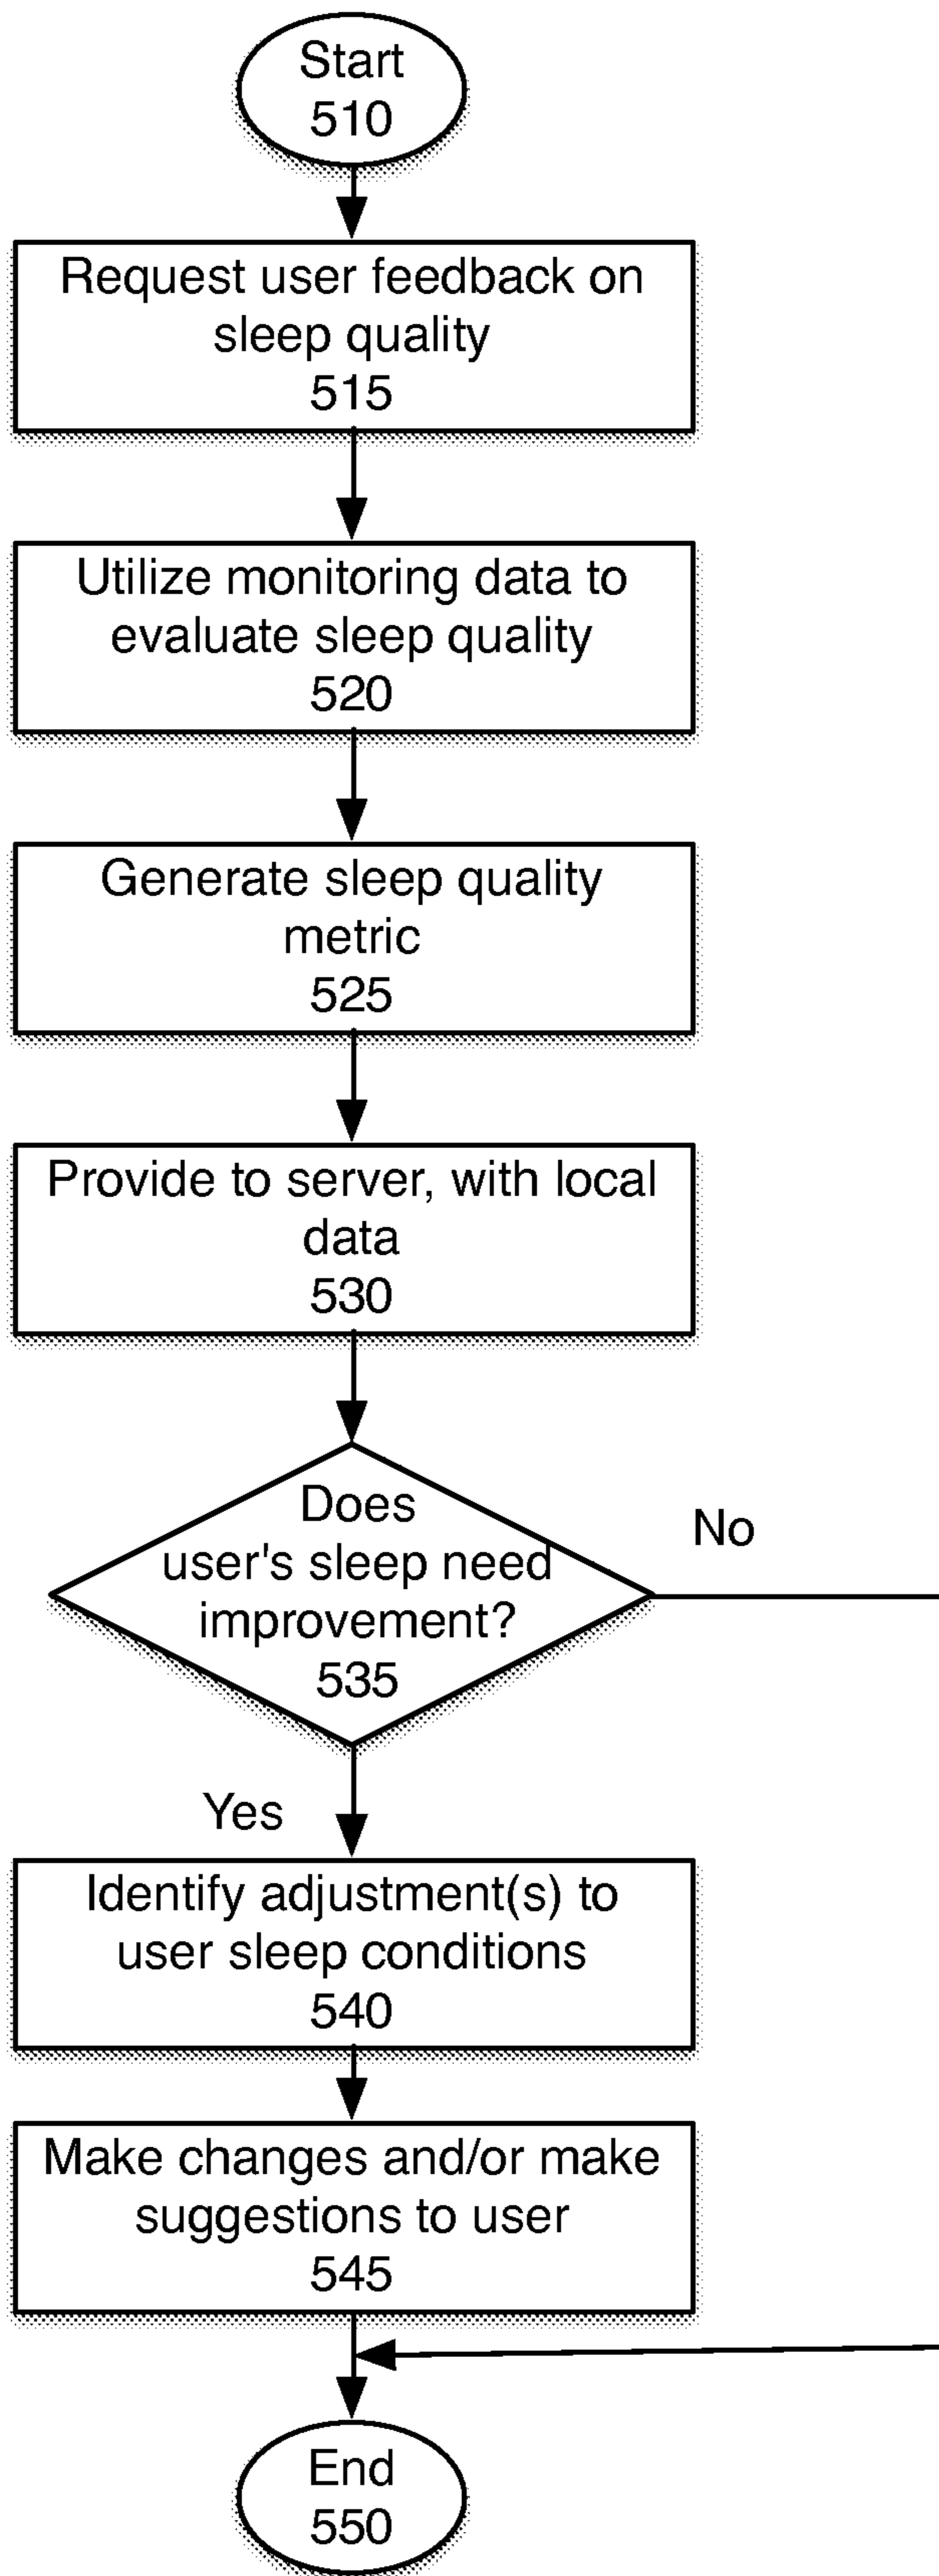 Start
510
Request user feedback on
sleep quality
515
Utilize monitoring data to
evaluate sleep quality
520
Generate sleep quality
metric
525
Provide to server, with local
data
530
Does
user's sleep need
improvement?
535
No
Yes
Identify adjustment(s) to
user sleep conditions
540
Make changes and/or make
suggestions to user
545
End
550